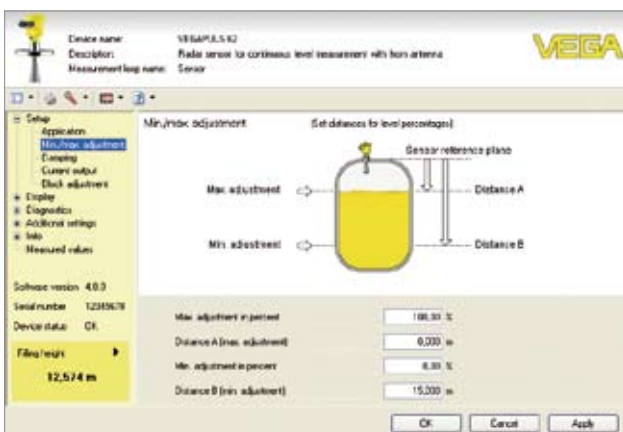 Device name: VEGAPULS 62
Description: Radar sensor for continuous level measurement with horn antenna
Measurement loop name: Sensor
VEGA
Setup
Application
Min./max. adjustment
Damping
Current output
Block adjustment
Display
Diagnostics
Additional settings
Info
Measured values
Software version 4.0.0
Serial number 12345678
Device status OK
Filling height
12,574 m
Min./max. adjustment
(Set distances for level percentages)
Sensor reference plane
Max. adjustment
Distance A
Min. adjustment
Distance B
Max. adjustment in percent 100,00 %
Distance A (max. adjustment) 0,000 m
Min. adjustment in percent 0,00 %
Distance B (min. adjustment) 15,000 m
OK
Cancel
Apply